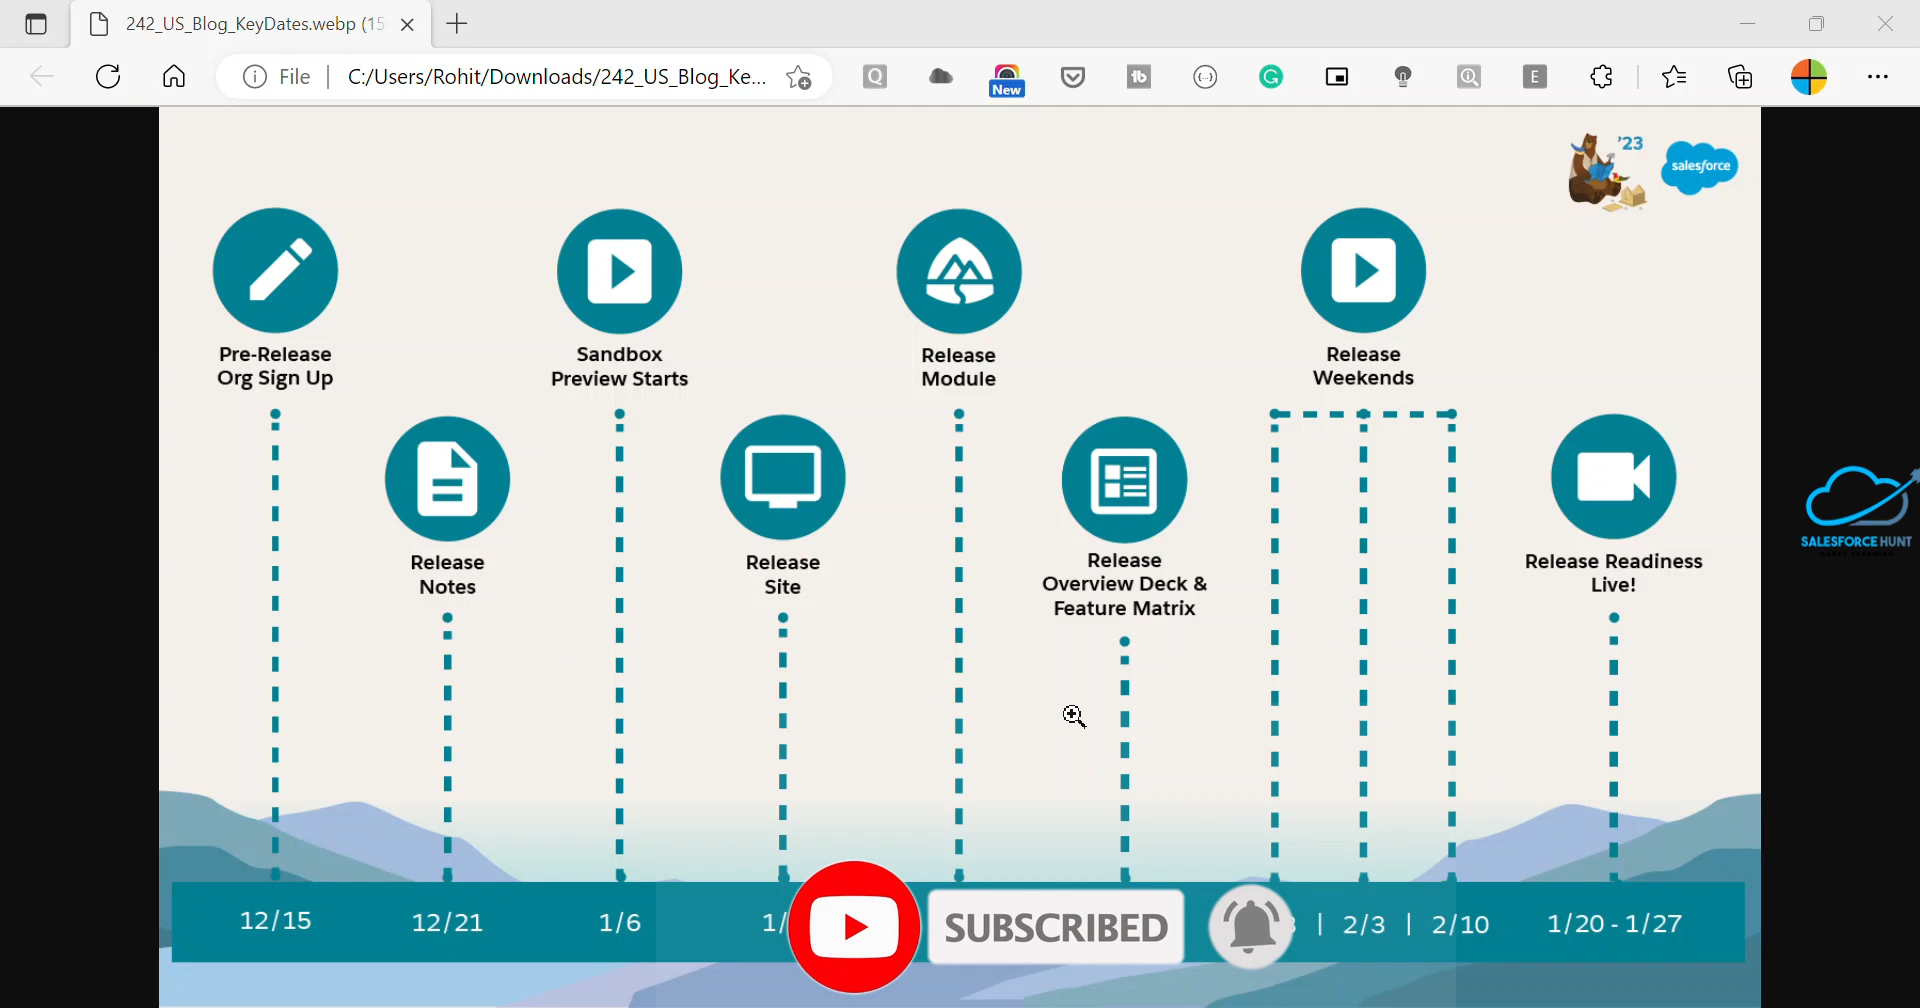 242_US_Blog_KeyDates.webp (15
File
C:/Users/Rohit/Downloads/242_US_Blog_Ke...
New
'23
salesforce
Pre-Release
Org Sign Up
Sandbox
Preview Starts
Release
Module
Release
Weekends
Release
Notes
Release
Site
Release
Overview Deck &
Feature Matrix
Release Readiness
Live!
SALESFORCE HUNT
12/15
12/21
1/6
1/
SUBSCRIBED
| 2/3 | 2/10
1/20 - 1/27